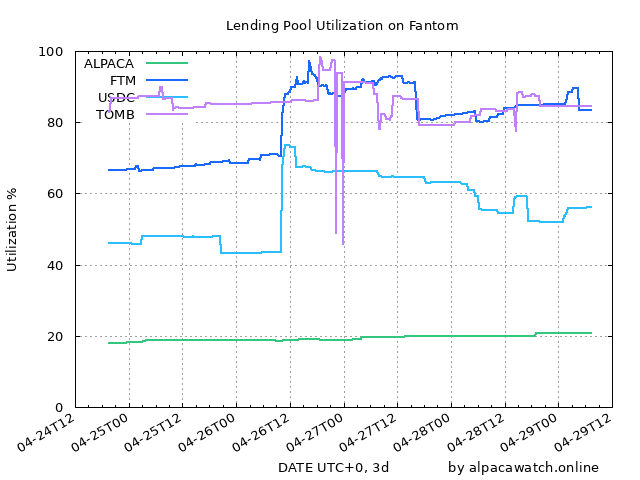 Lending Pool Utilization on Fantom
100
80
60
40
20
0
Utilization %
ALPACA
FTM
USDC
TOMB
04-24T12
04-25T00
04-25T12
04-26T00
04-26T12
04-27T00
04-27T12
04-28T00
04-28T12
04-29T00
04-29T12
DATE UTC+0, 3d
by alpacawatch.online